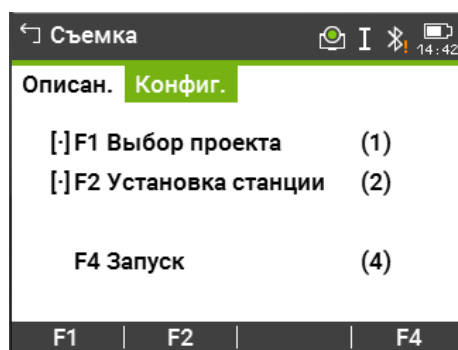 Съемка I 14:42
Описан. Конфиг.
[·] F1 Выбор проекта (1)
[·] F2 Установка станции (2)
F4 Запуск (4)
F1 F2 F4